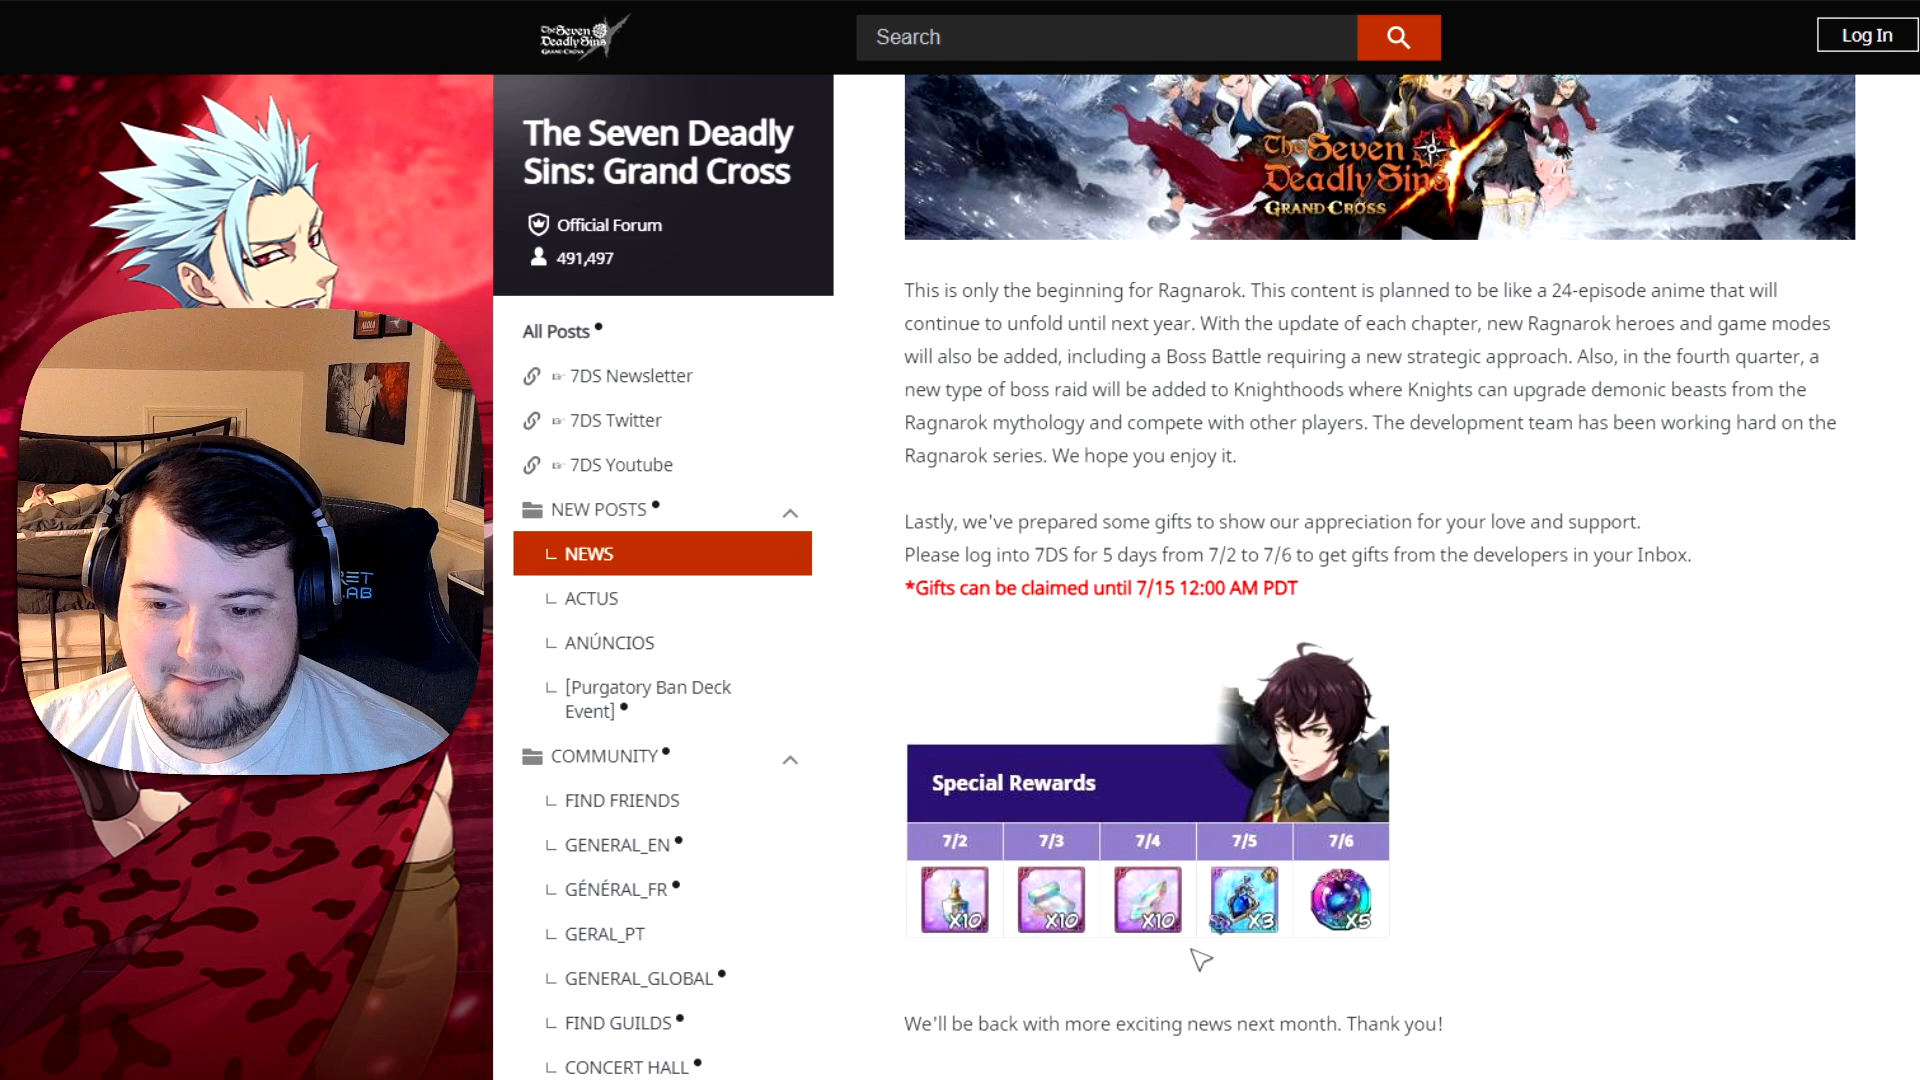 The Seven
Deadly Sins
GRAND CROSS
Search
Log In
The Seven Deadly
Sins: Grand Cross
Official Forum
491,497
All Posts
7DS Newsletter
7DS Twitter
7DS Youtube
NEW POSTS
NEWS
ACTUS
ANÚNCIOS
[Purgatory Ban Deck
Event]
COMMUNITY
FIND FRIENDS
GENERAL_EN
GÉNÉRAL_FR
GERAL_PT
GENERAL_GLOBAL
FIND GUILDS
CONCERT HALL
The Seven
Deadly Sins
GRAND CROSS
This is only the beginning for Ragnarok. This content is planned to be like a 24-episode anime that will
continue to unfold until next year. With the update of each chapter, new Ragnarok heroes and game modes
will also be added, including a Boss Battle requiring a new strategic approach. Also, in the fourth quarter, a
new type of boss raid will be added to Knighthoods where Knights can upgrade demonic beasts from the
Ragnarok mythology and compete with other players. The development team has been working hard on the
Ragnarok series. We hope you enjoy it.
Lastly, we've prepared some gifts to show our appreciation for your love and support.
Please log into 7DS for 5 days from 7/2 to 7/6 to get gifts from the developers in your Inbox.
*Gifts can be claimed until 7/15 12:00 AM PDT
Special Rewards
7/2 7/3 7/4 7/5 7/6
X10 X10 X10 X3 X5
We'll be back with more exciting news next month. Thank you!